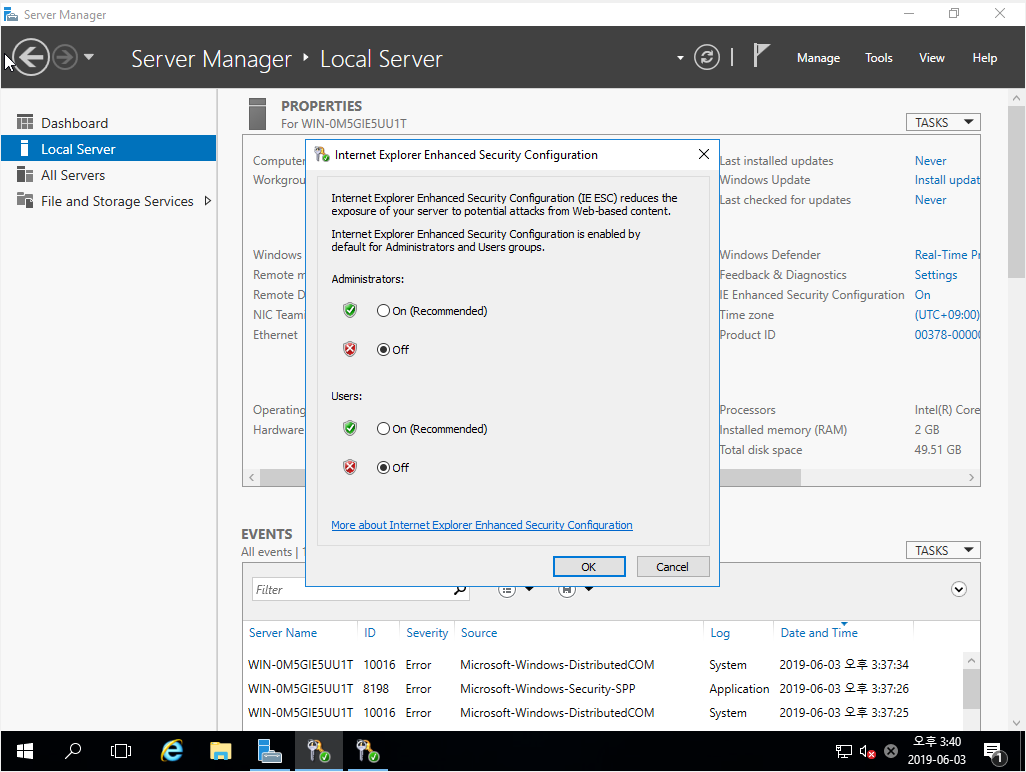 Server Manager
Server Manager ‣ Local Server
Manage Tools View Help
Dashboard
Local Server
All Servers
File and Storage Services
PROPERTIES
For WIN-0M5GIE5UU1T
TASKS
Computer
Workgrou
Windows
Remote m
Remote D
NIC Teami
Ethernet
Operating
Hardware
Last installed updates Never
Windows Update Install updat
Last checked for updates Never
Windows Defender Real-Time Pr
Feedback & Diagnostics Settings
IE Enhanced Security Configuration On
Time zone (UTC+09:00)
Product ID 00378-0000
Processors Intel(R) Core
Installed memory (RAM) 2 GB
Total disk space 49.51 GB
Internet Explorer Enhanced Security Configuration
Internet Explorer Enhanced Security Configuration (IE ESC) reduces the
exposure of your server to potential attacks from Web-based content.
Internet Explorer Enhanced Security Configuration is enabled by
default for Administrators and Users groups.
Administrators:
On (Recommended)
Off
Users:
On (Recommended)
Off
More about Internet Explorer Enhanced Security Configuration
OK Cancel
EVENTS
All events |
TASKS
Filter
Server Name ID Severity Source Log Date and Time
WIN-0M5GIE5UU1T 10016 Error Microsoft-Windows-DistributedCOM System 2019-06-03 오후 3:37:34
WIN-0M5GIE5UU1T 8198 Error Microsoft-Windows-Security-SPP Application 2019-06-03 오후 3:37:26
WIN-0M5GIE5UU1T 10016 Error Microsoft-Windows-DistributedCOM System 2019-06-03 오후 3:37:25
오후 3:40
2019-06-03
1